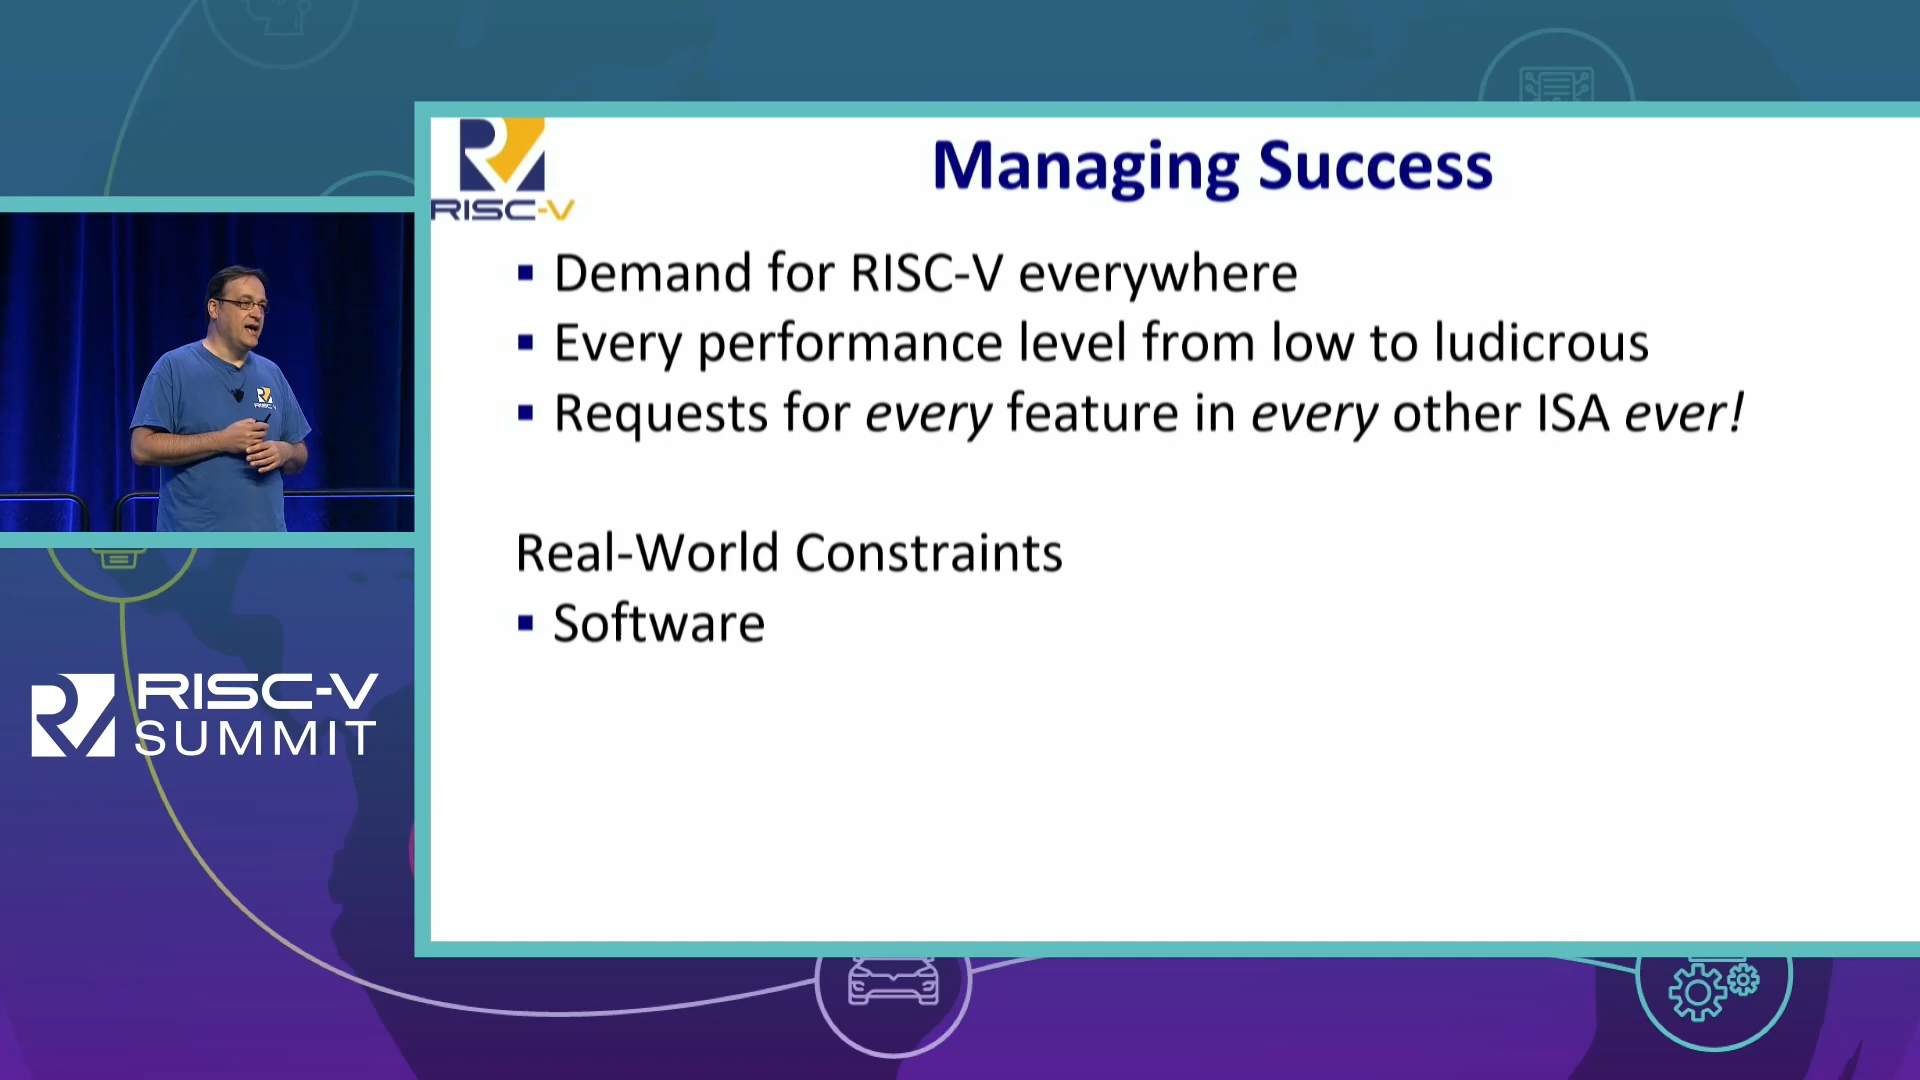 RISC-V
Managing Success
Demand for RISC-V everywhere
Every performance level from low to ludicrous
Requests for every feature in every other ISA ever!
Real-World Constraints
Software
RISC-V
SUMMIT